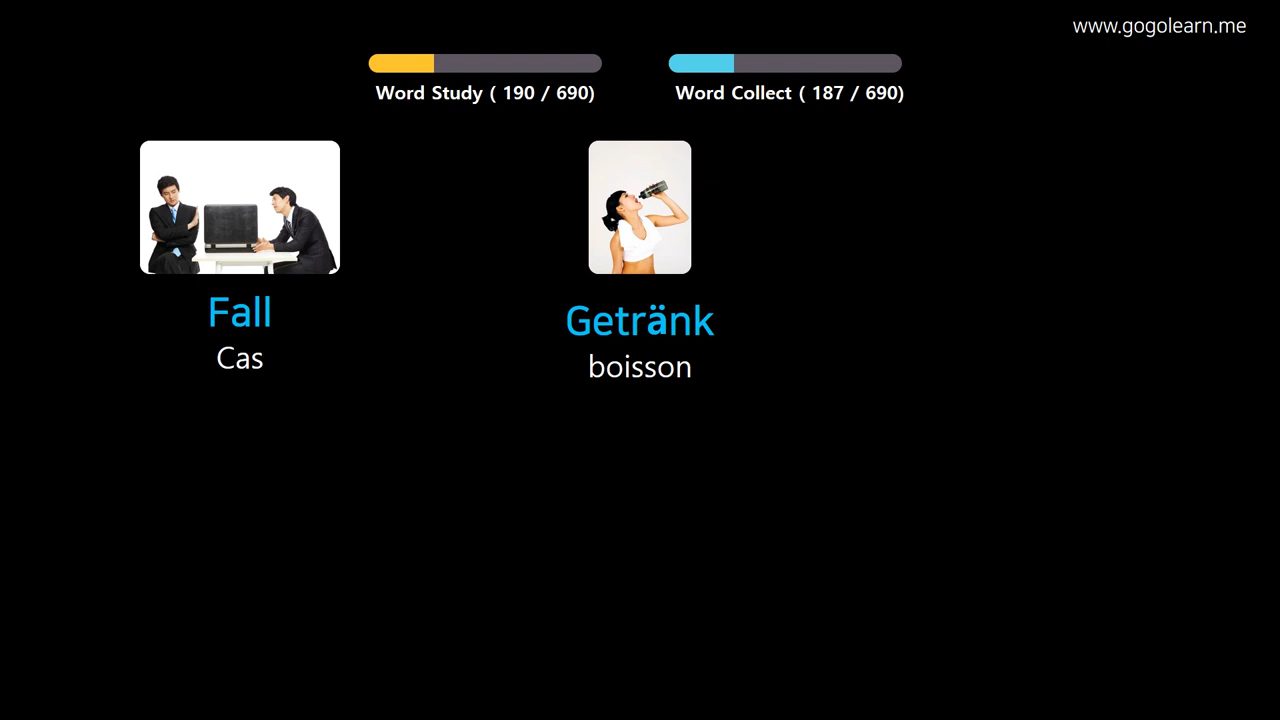 www.gogolearn.me
Word Study ( 190 / 690)
Word Collect ( 187 / 690)
Fall
Cas
Getränk
boisson